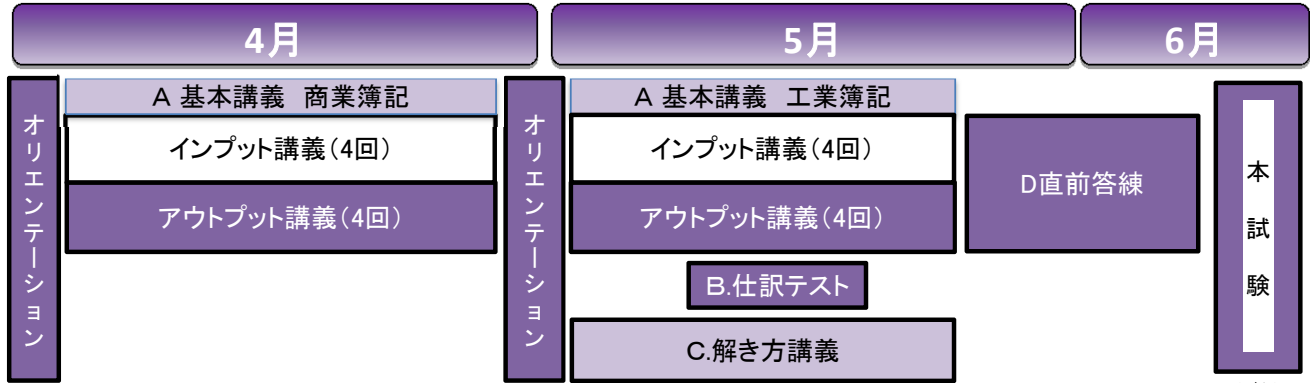 4月
5月
6月
オリエンテーション
A 基本講義 商業簿記
インプット講義(4回)
アウトプット講義(4回)
オリエンテーション
A 基本講義 工業簿記
インプット講義(4回)
アウトプット講義(4回)
B.仕訳テスト
C.解き方講義
D直前答練
本試験